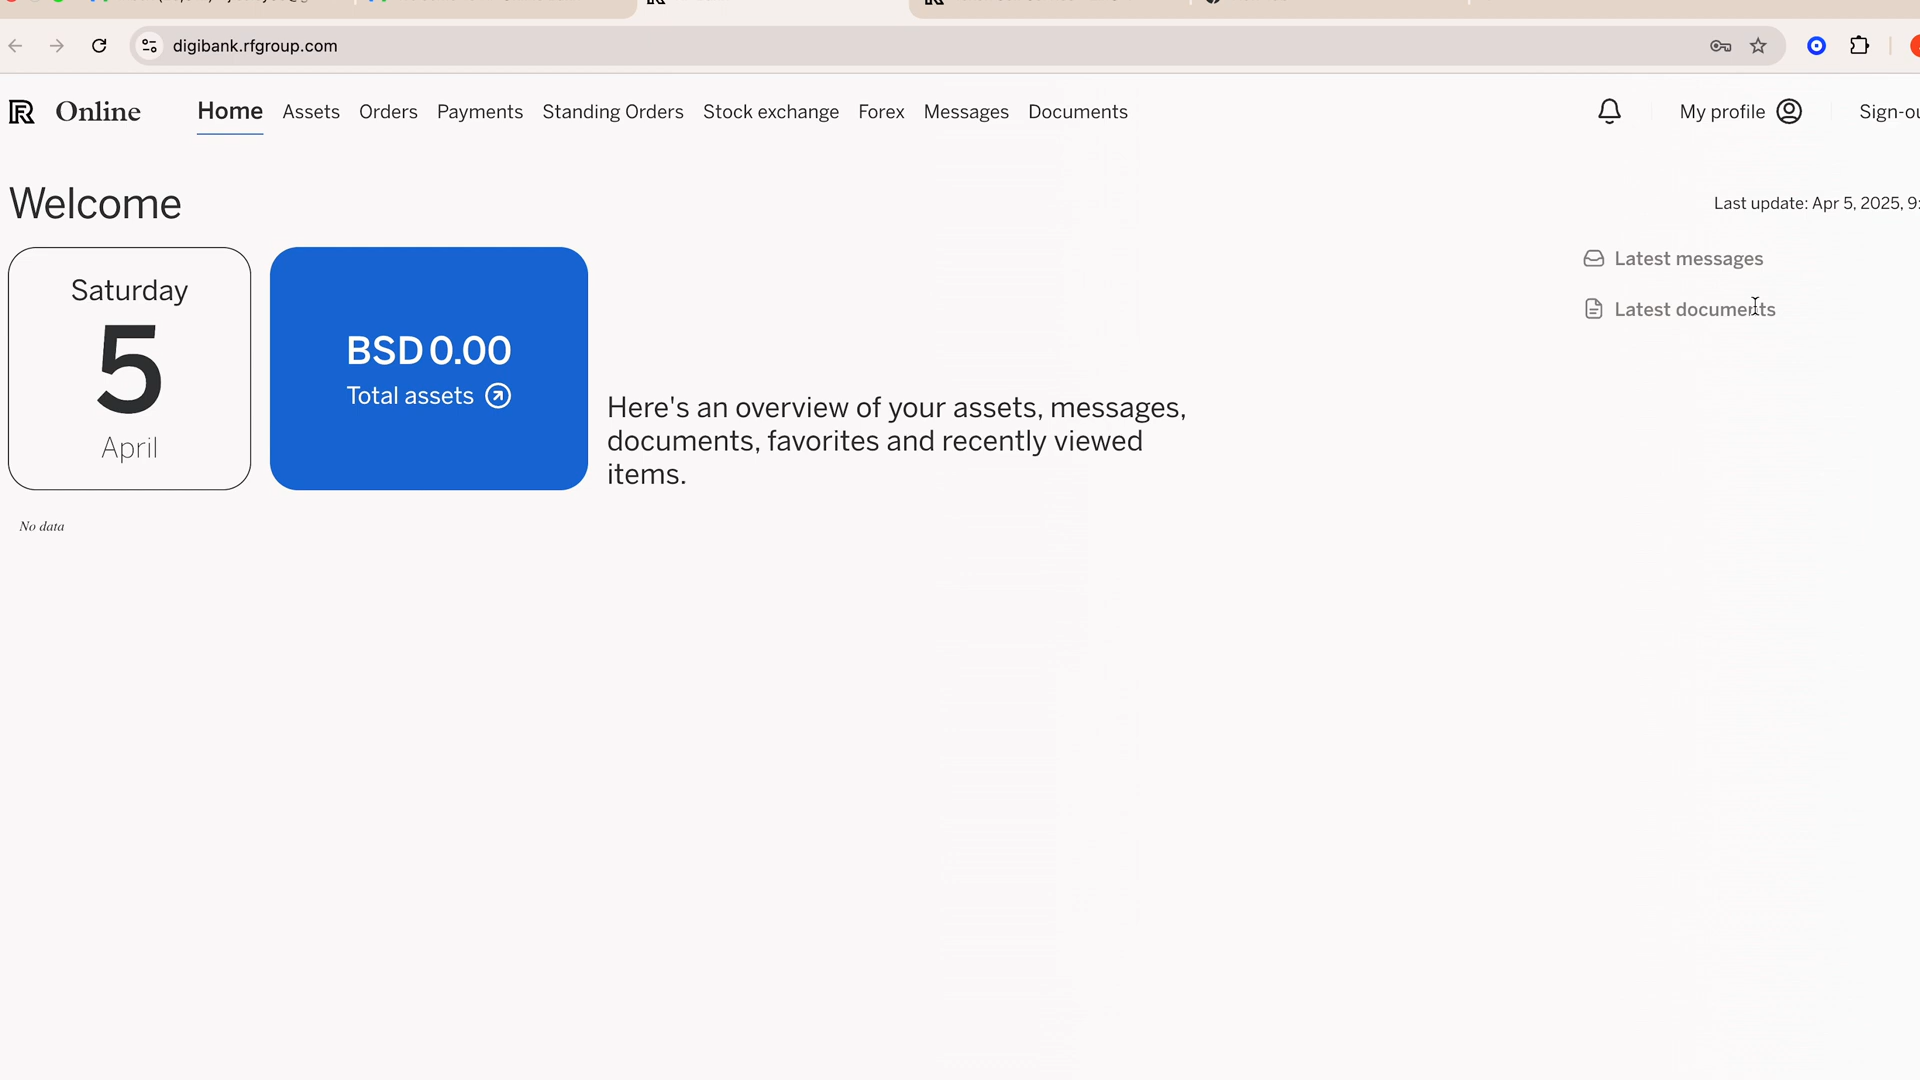 digibank.rfgroup.com
Online Home Assets Orders Payments Standing Orders Stock exchange Forex Messages Documents My profile
Welcome
Last update: Apr 5, 2025,
Saturday
5
April
BSD 0.00
Total assets
Here's an overview of your assets, messages,
documents, favorites and recently viewed
items.
Latest messages
Latest documents
No data